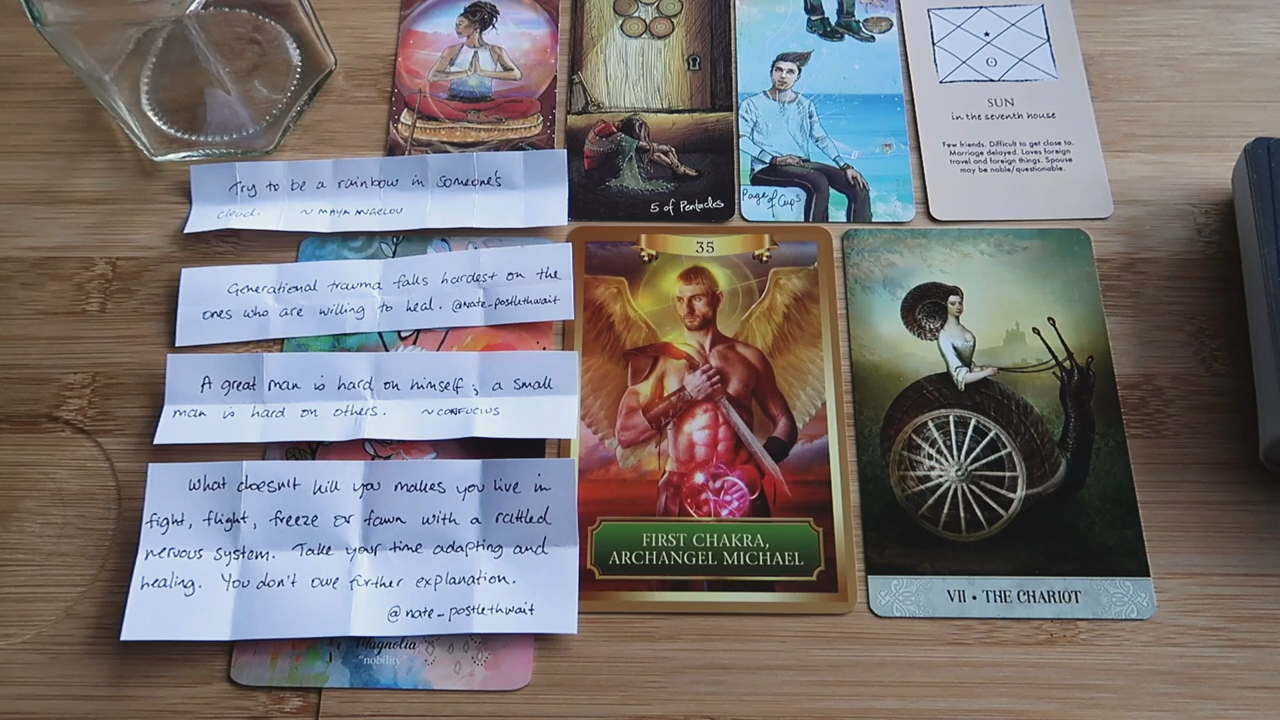 5 of Pentacles
Page of Cups
SUN
in the seventh house
Few friends. Difficult to get close to.
Marriage delayed. Loves foreign
travel and foreign things. Spouse
may be noble/questionable.
Try to be a rainbow in someone's
cloud. ~ MAYA ANGELOU
Generational trauma falls hardest on the
ones who are willing to heal. @nate_postlethwait
A great man is hard on himself; a small
man is hard on others. ~ CONFUCIUS
What doesn't kill you makes you live in
fight, flight, freeze or fawn with a rattled
nervous system. Take your time adapting and
healing. You don't owe further explanation.
@nate_postlethwait
Magnolia
"nobility"
35
FIRST CHAKRA,
ARCHANGEL MICHAEL
VII • THE CHARIOT